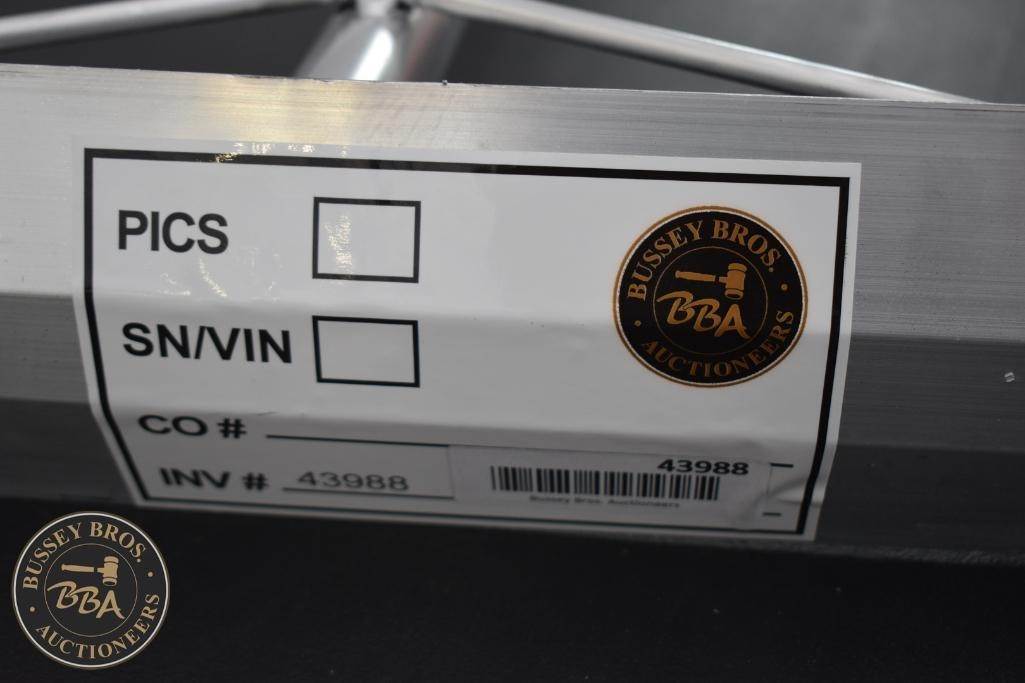 PICS
BUSSEY BROS.
BBA
AUCTIONEERS
SN/VIN
CO #
INV # 43988
43988
Bussey Bros. Auctioneers
BUSSEY BROS.
BBA
AUCTIONEERS